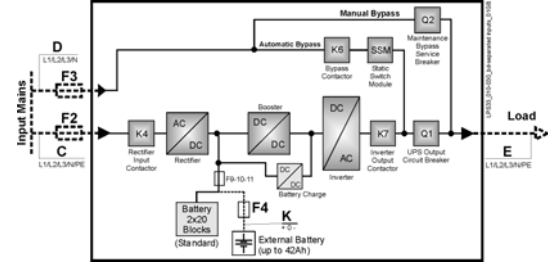 Manual Bypass
Q2
Maintenance
Bypass
Service
Breaker
D
L1/L2/L3/N
Automatic Bypass
K6
SSM
Bypass
Contactor
Static
Switch
Module
F3
Input Mains
F2
C
L1/L2/L3/N/PE
K4
Rectifier
Input
Contactor
AC
DC
Rectifier
Booster
DC
DC
DC
AC
Inverter
K7
Inverter
Output
Contactor
Q1
UPS Output
Circuit Breaker
Load
E
L1/L2/L3/N/PE
F9-10-11
DC
DC
Battery Charge
Battery
2x20
Blocks
(Standard)
F4
K
+ 0 -
External Battery
(up to 42Ah)